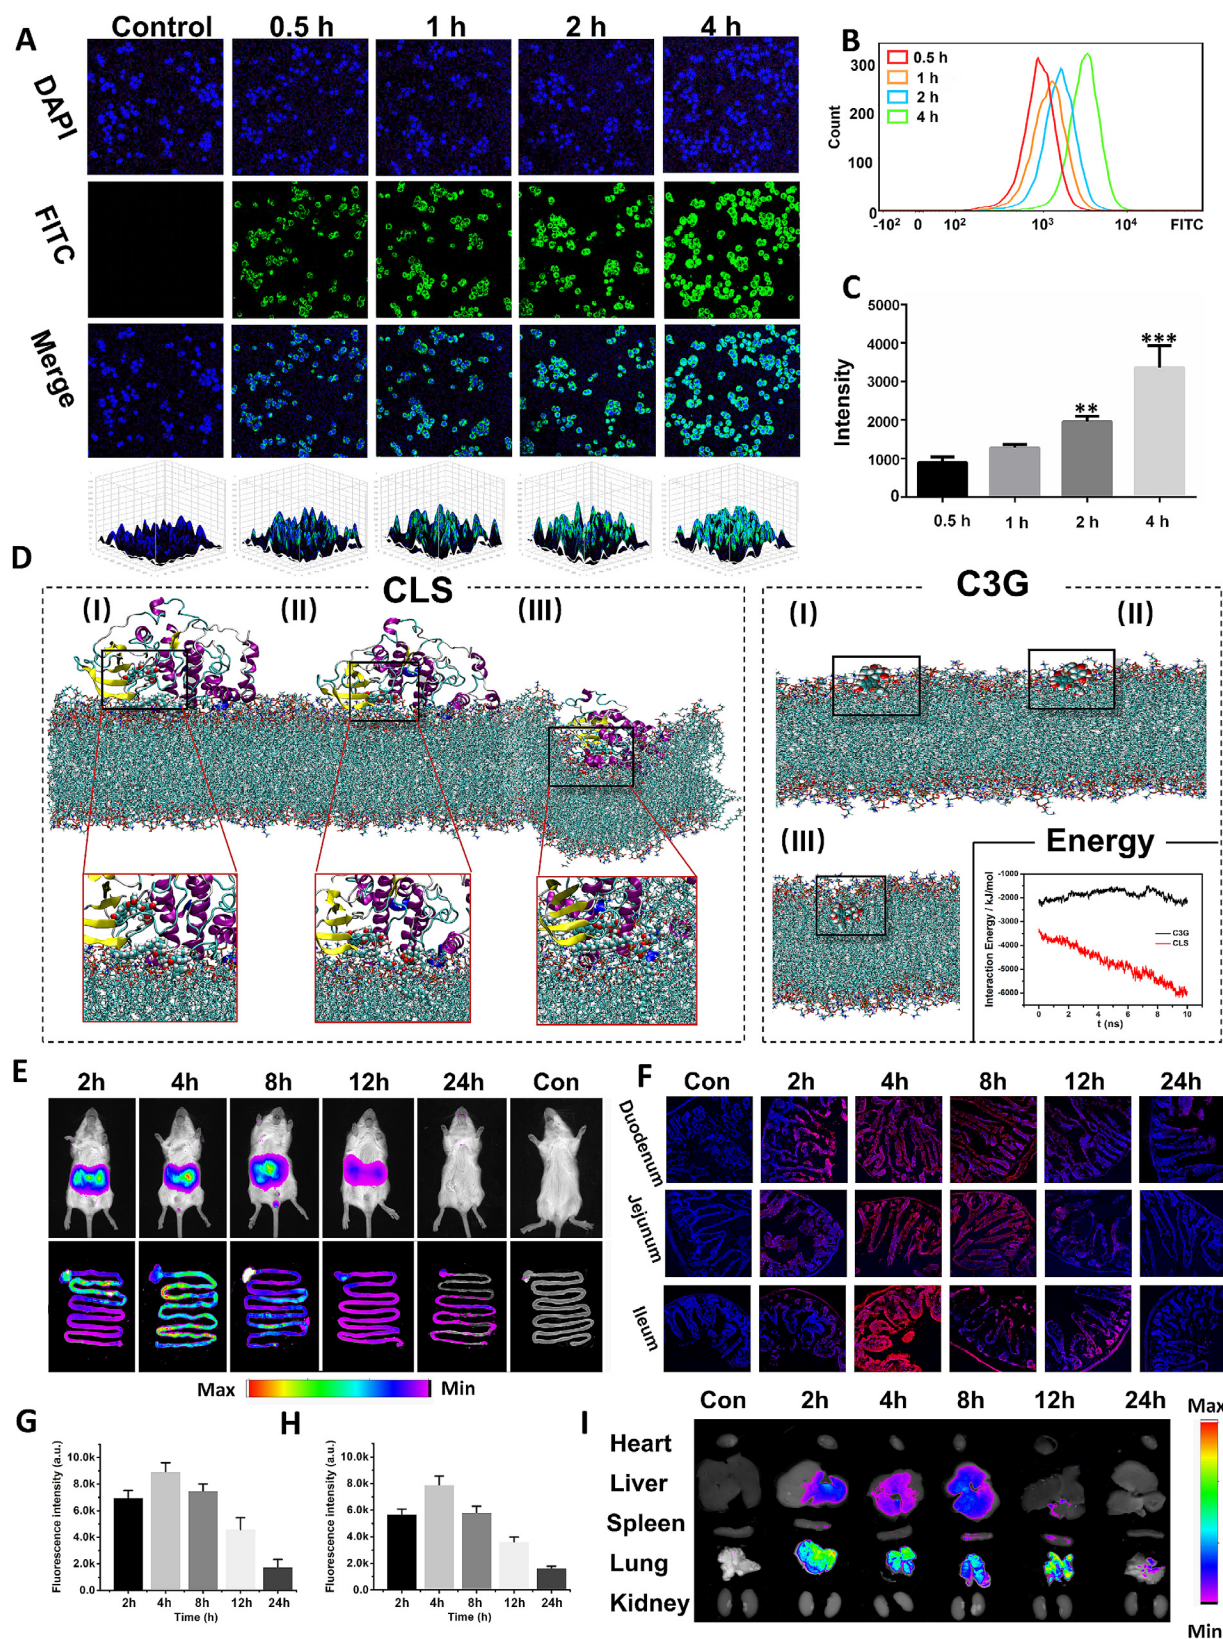 A
Control 0.5 h 1 h 2 h 4 h
DAPI
FITC
Merge
B
300
200
100
0
Count
0.5 h
1 h
2 h
4 h
-10² 0 10² 10³ 10⁴ FITC
C
5000
4000
3000
2000
1000
0
Intensity
** ***
0.5 h 1 h 2 h 4 h
D
CLS
(I) (II) (III)
C3G
(I) (II)
(III)
Energy
-1000
-2000
-3000
-4000
-5000
-6000
Interaction Energy / kJ/mol
C3G
CLS
0 2 4 6 8 10
t (ns)
E
2h 4h 8h 12h 24h Con
Max Min
F
Con 2h 4h 8h 12h 24h
Duodenum
Jejunum
Ileum
G
Fluorescence intensity (a.u.)
10.0k
8.0k
6.0k
4.0k
2.0k
0.0
2h 4h 8h 12h 24h
Time (h)
H
Fluorescence intensity (a.u.)
10.0k
8.0k
6.0k
4.0k
2.0k
0.0
2h 4h 8h 12h 24h
Time (h)
I
Con 2h 4h 8h 12h 24h
Heart
Liver
Spleen
Lung
Kidney
Max
Min